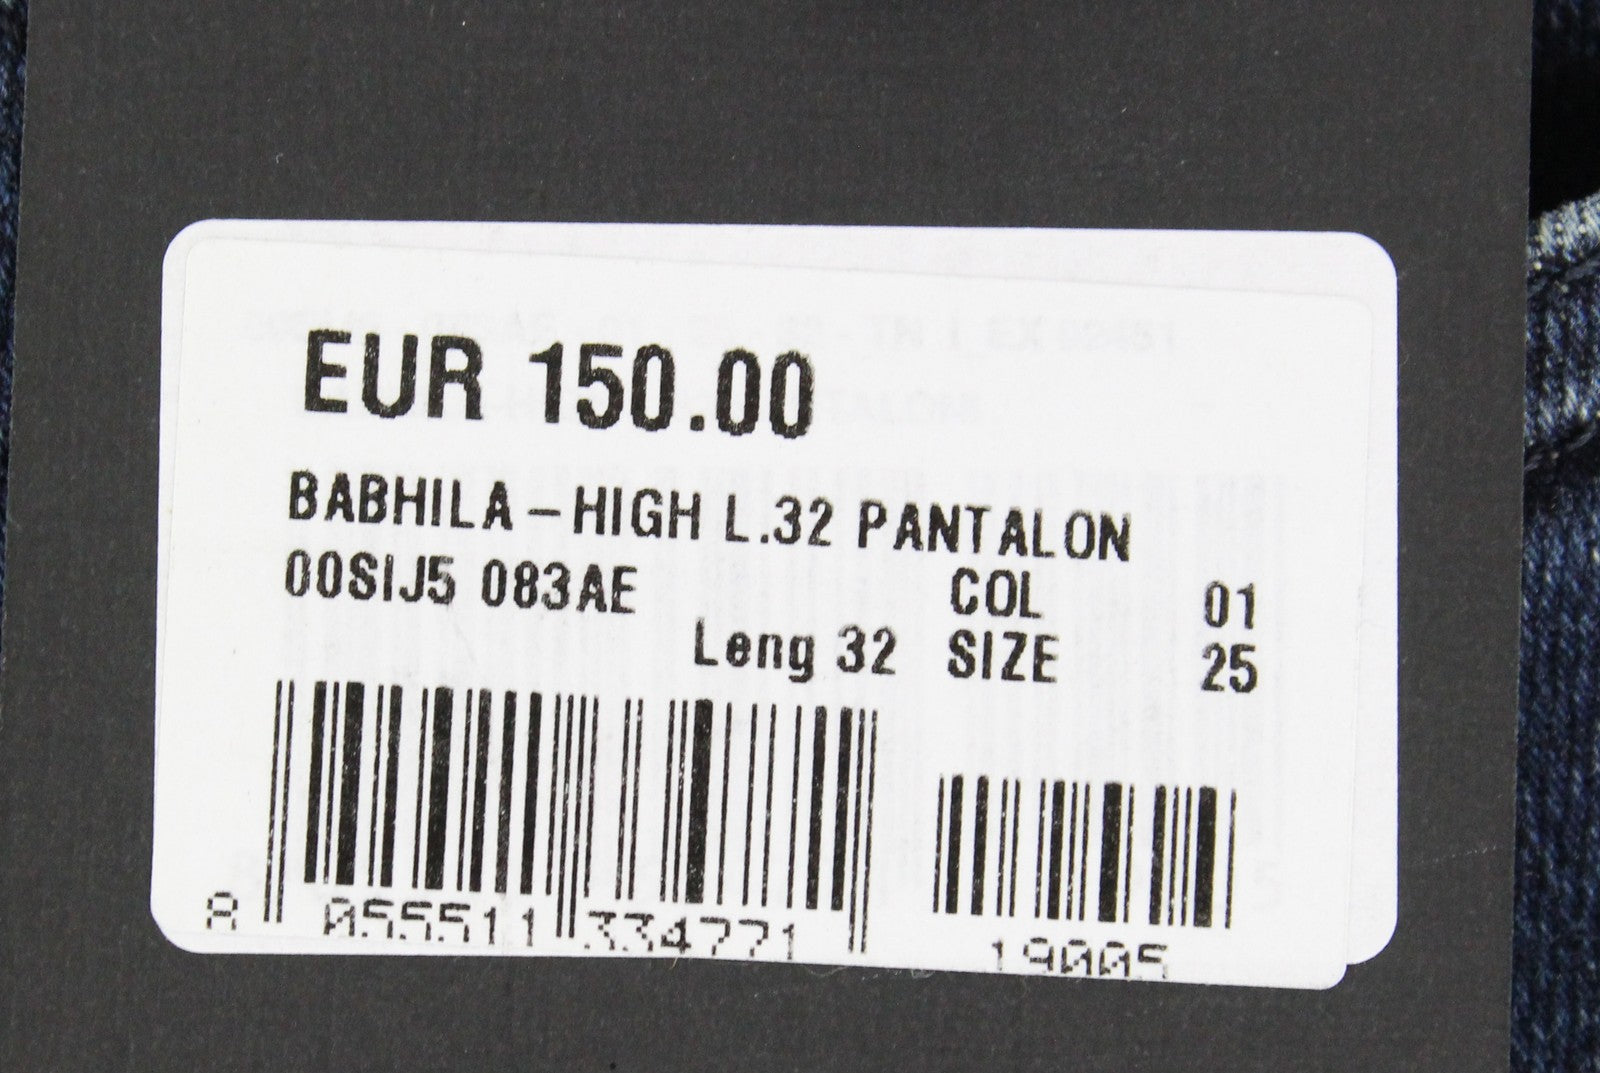 EUR 150.00
BABHILA-HIGH L.32 PANTALON
00SIJ5 083AE COL 01
Leng 32 SIZE 25
8 055511 334771
19005